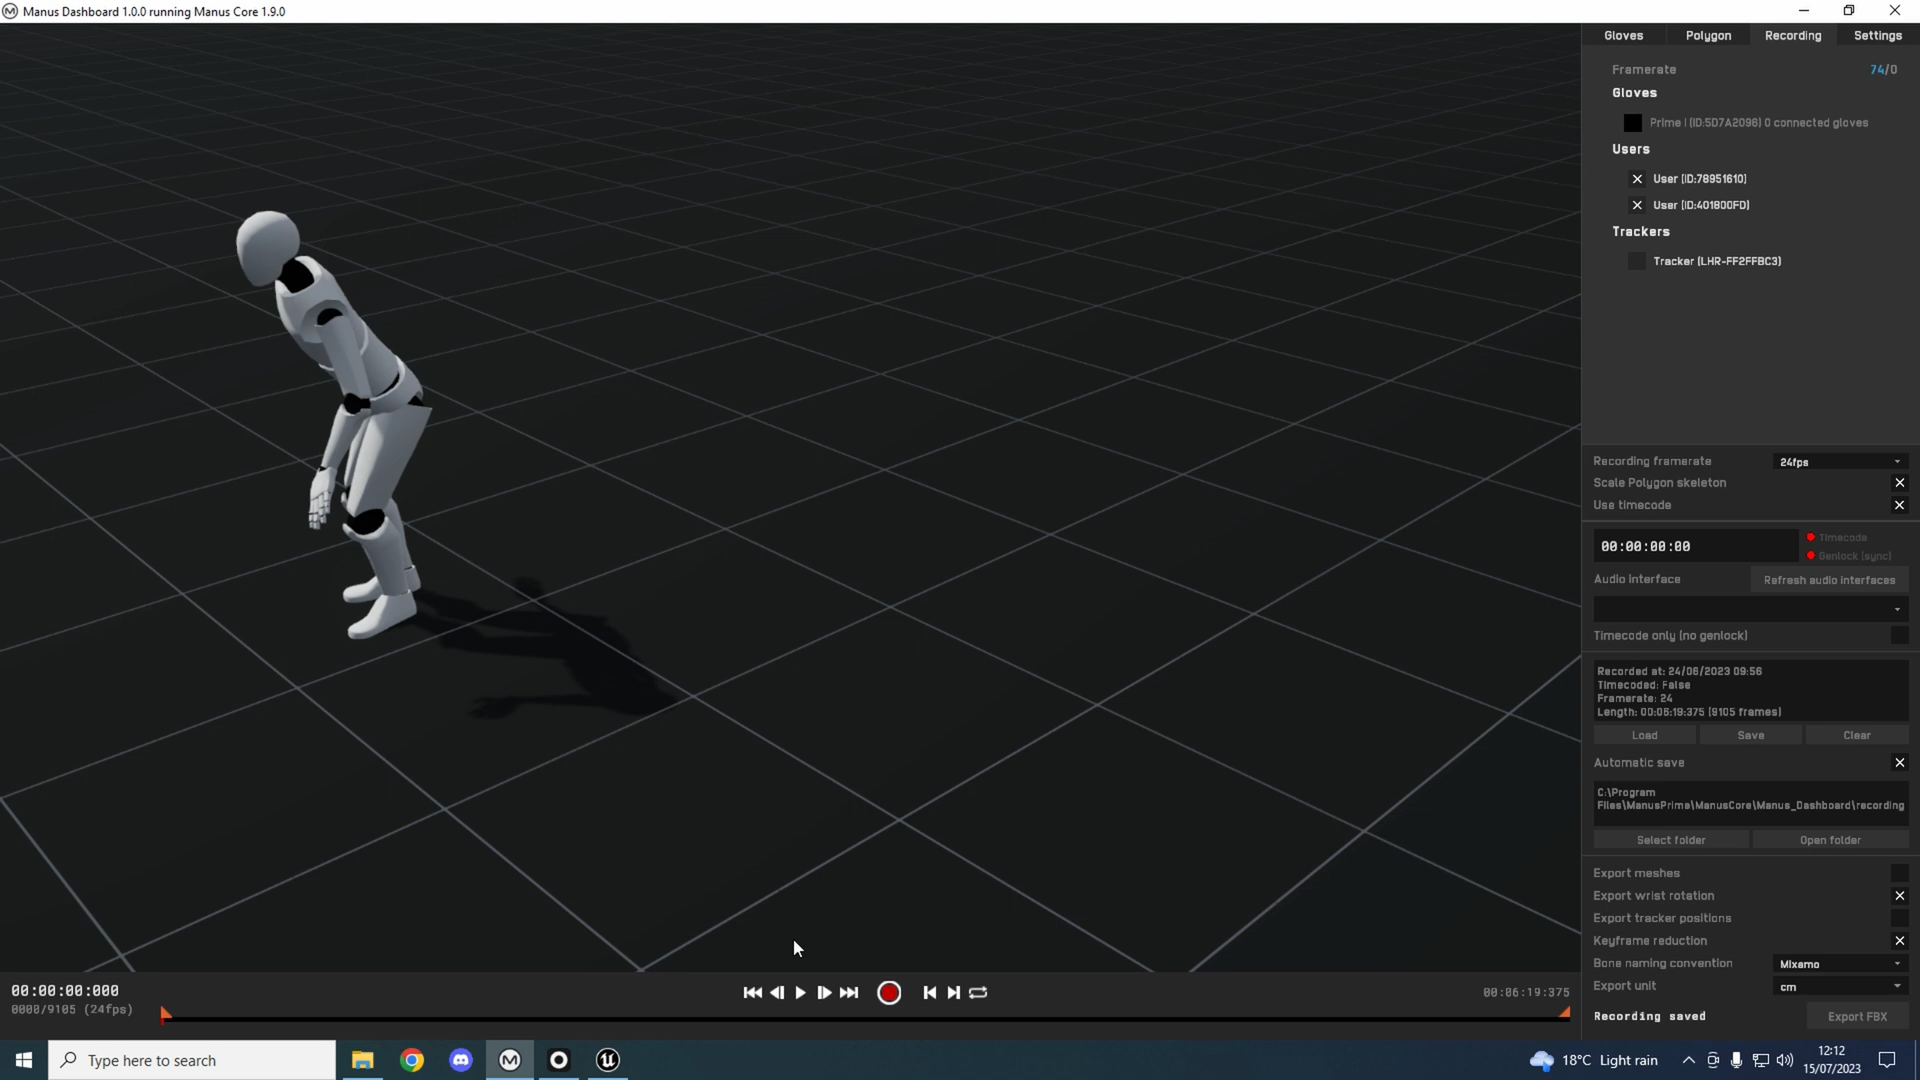 Manus Dashboard 1.0.0 running Manus Core 1.9.0
Gloves Polygon Recording Settings
Framerate 74/0
Gloves
Prime I (ID:5D7A2096) 0 connected gloves
Users
User (ID:78951610)
User (ID:401800FD)
Trackers
Tracker (LHR-FF2FFBC3)
Recording framerate 24fps
Scale Polygon skeleton
Use timecode
00:00:00:00
Timecode
Genlock (sync)
Audio interface Refresh audio interfaces
Timecode only (no genlock)
Recorded at: 24/06/2023 09:56
Timecoded: False
Framerate: 24
Length: 00:06:19:375 (9105 frames)
Load Save Clear
Automatic save
C:\Program
Files\ManusPrime\ManusCore\Manus_Dashboard\recording
Select folder Open folder
Export meshes
Export wrist rotation
Export tracker positions
Keyframe reduction
Bone naming convention Mixamo
Export unit cm
Recording saved Export FBX
00:00:00:000
0000/9105 (24fps)
00:06:19:375
Type here to search
18°C Light rain
12:12
15/07/2023